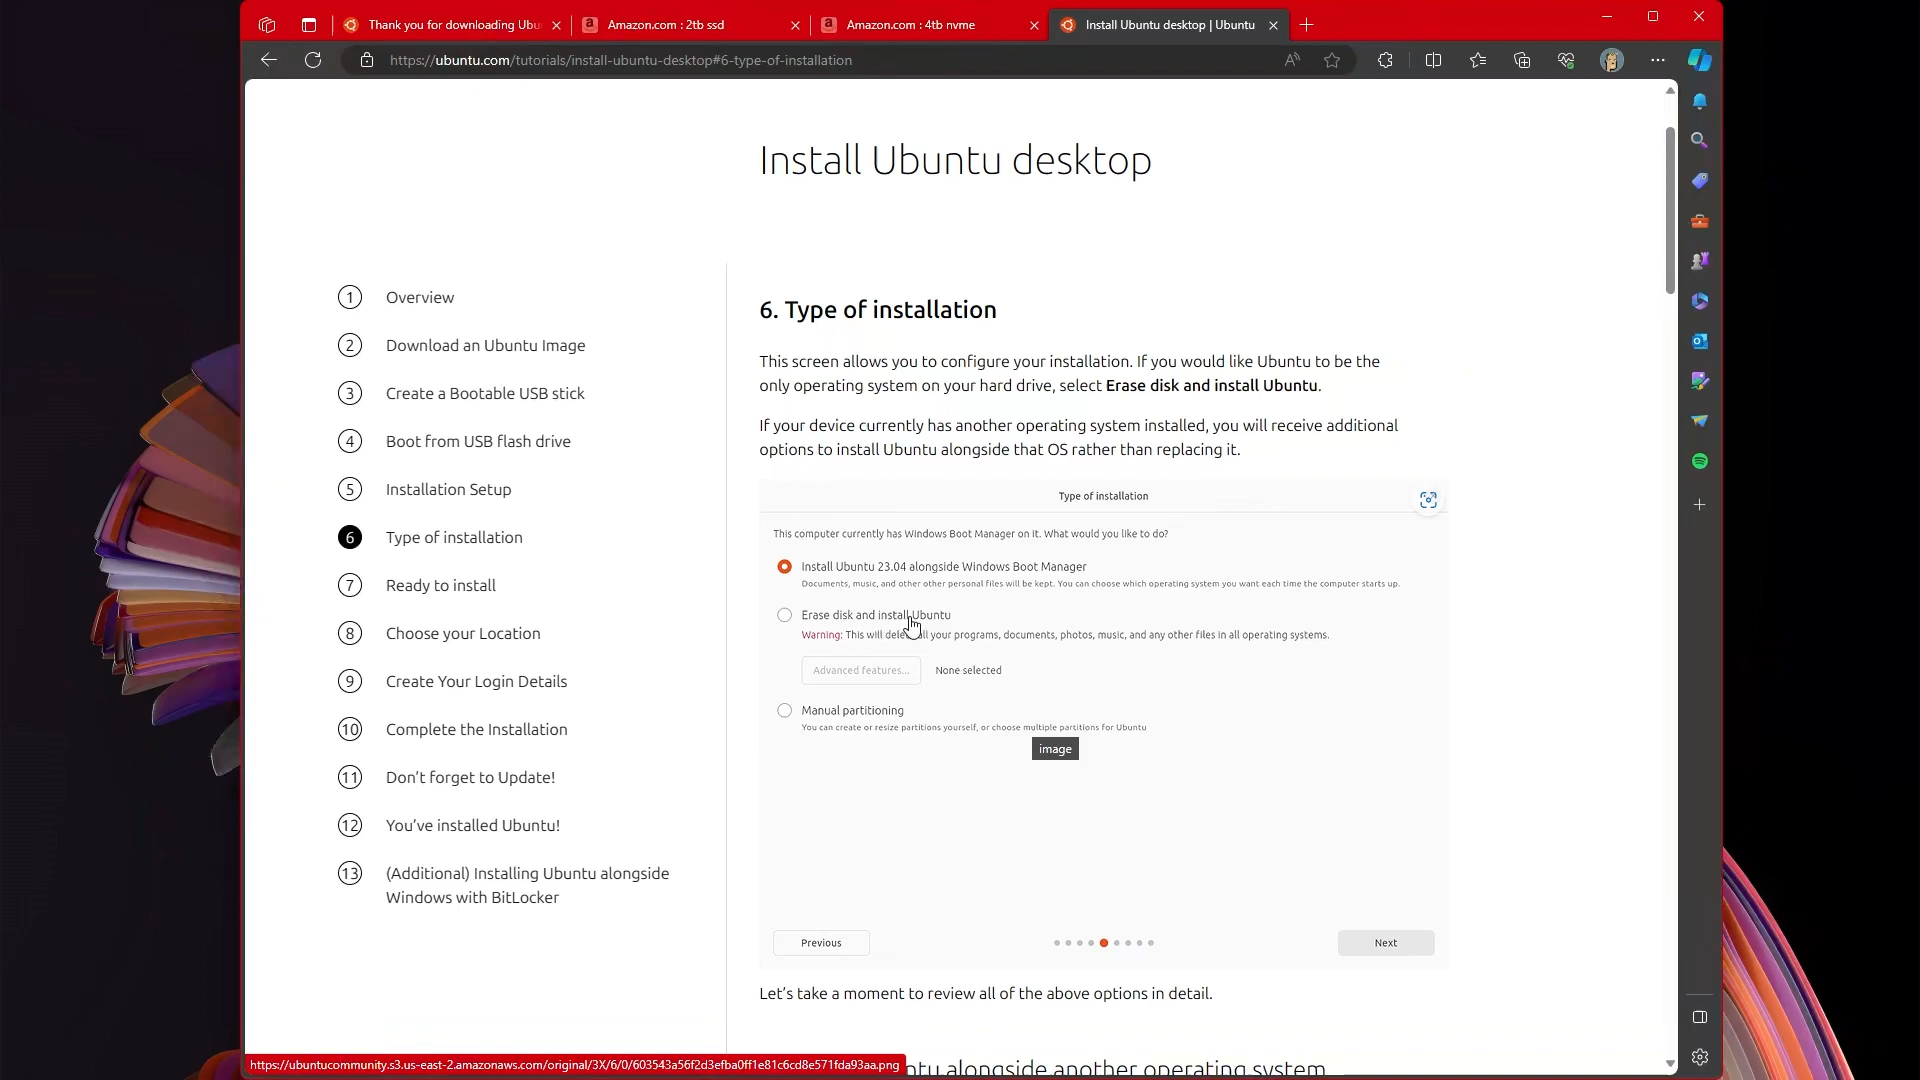 Thank you for downloading Ubu
Amazon.com : 2tb ssd
Amazon.com : 4tb nvme
Install Ubuntu desktop | Ubuntu
https://ubuntu.com/tutorials/install-ubuntu-desktop#6-type-of-installation
Install Ubuntu desktop
1 Overview
2 Download an Ubuntu Image
3 Create a Bootable USB stick
4 Boot from USB flash drive
5 Installation Setup
6 Type of installation
7 Ready to install
8 Choose your Location
9 Create Your Login Details
10 Complete the Installation
11 Don't forget to Update!
12 You've installed Ubuntu!
13 (Additional) Installing Ubuntu alongside
Windows with BitLocker
6. Type of installation
This screen allows you to configure your installation. If you would like Ubuntu to be the
only operating system on your hard drive, select Erase disk and install Ubuntu.
If your device currently has another operating system installed, you will receive additional
options to install Ubuntu alongside that OS rather than replacing it.
Type of installation
This computer currently has Windows Boot Manager on it. What would you like to do?
Install Ubuntu 23.04 alongside Windows Boot Manager
Documents, music, and other other personal files will be kept. You can choose which operating system you want each time the computer starts up.
Erase disk and install Ubuntu
Warning: This will delete all your programs, documents, photos, music, and any other files in all operating systems.
Advanced features... None selected
Manual partitioning
You can create or resize partitions yourself, or choose multiple partitions for Ubuntu
image
Previous
Next
Let's take a moment to review all of the above options in detail.
ntu alongside another operating system
https://ubuntucommunity.s3.us-east-2.amazonaws.com/original/3X/6/0/603543a56f2d3efba0ff1e81c6cd8e571fda93aa.png